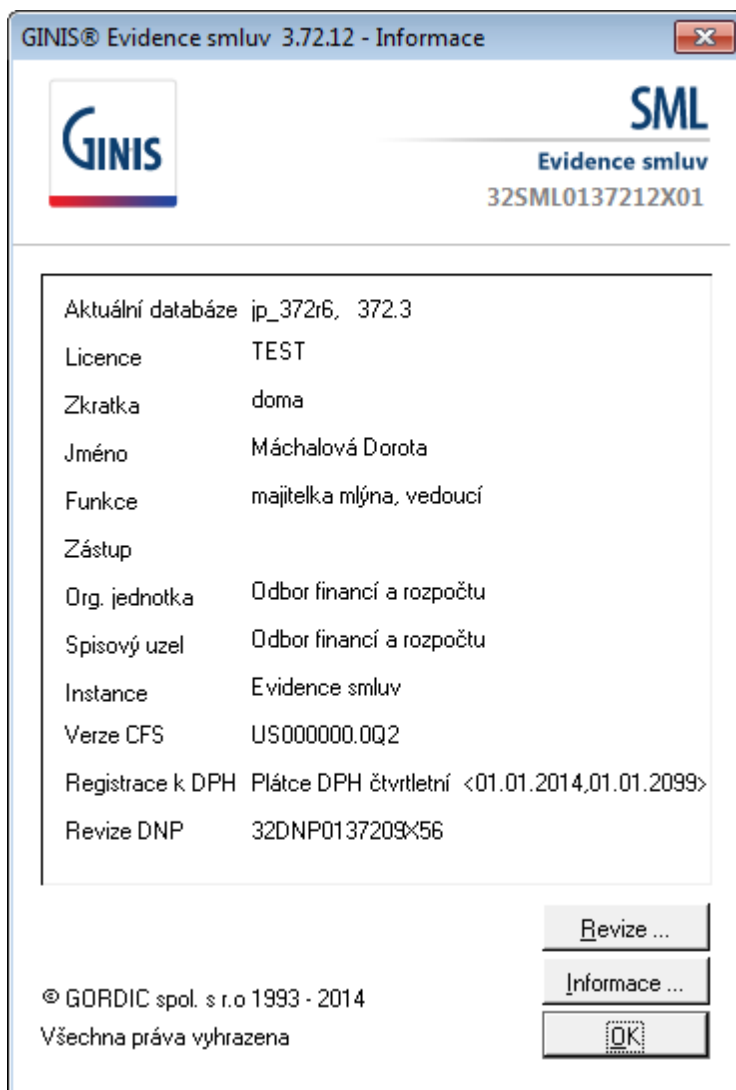 GINIS® Evidence smluv 3.72.12 - Informace
GINIS
SML
Evidence smluv
32SML0137212X01
Aktuální databáze jp_372r6, 372.3
Licence TEST
Zkratka doma
Jméno Máchalová Dorota
Funkce majitelka mlýna, vedoucí
Zástup
Org. jednotka Odbor financí a rozpočtu
Spisový uzel Odbor financí a rozpočtu
Instance Evidence smluv
Verze CFS US000000.0Q2
Registrace k DPH Plátce DPH čtvrtletní <01.01.2014,01.01.2099>
Revize DNP 32DNP0137209X56
Revize ...
Informace ...
© GORDIC spol. s r.o 1993 - 2014
Všechna práva vyhrazena
OK